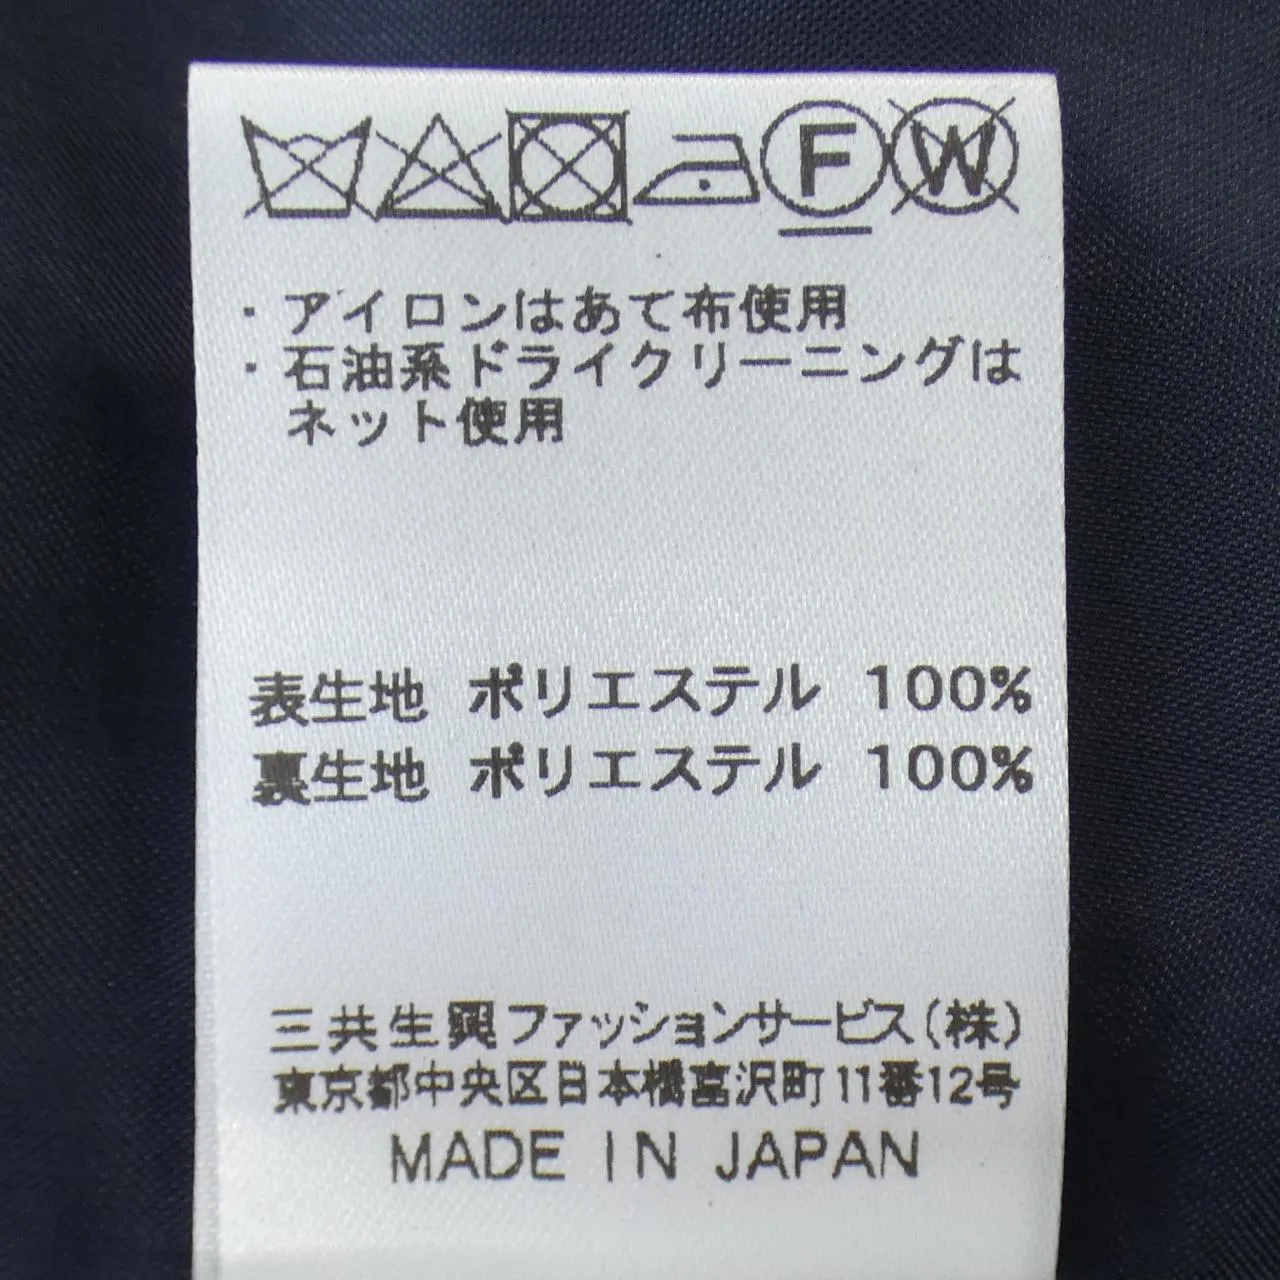 F W
・アイロンはあて布使用
・石油系ドライクリーニングは
ネット使用
表生地 ポリエステル 100%
裏生地 ポリエステル 100%
三共生興ファッションサービス(株)
東京都中央区日本橋富沢町11番12号
MADE IN JAPAN